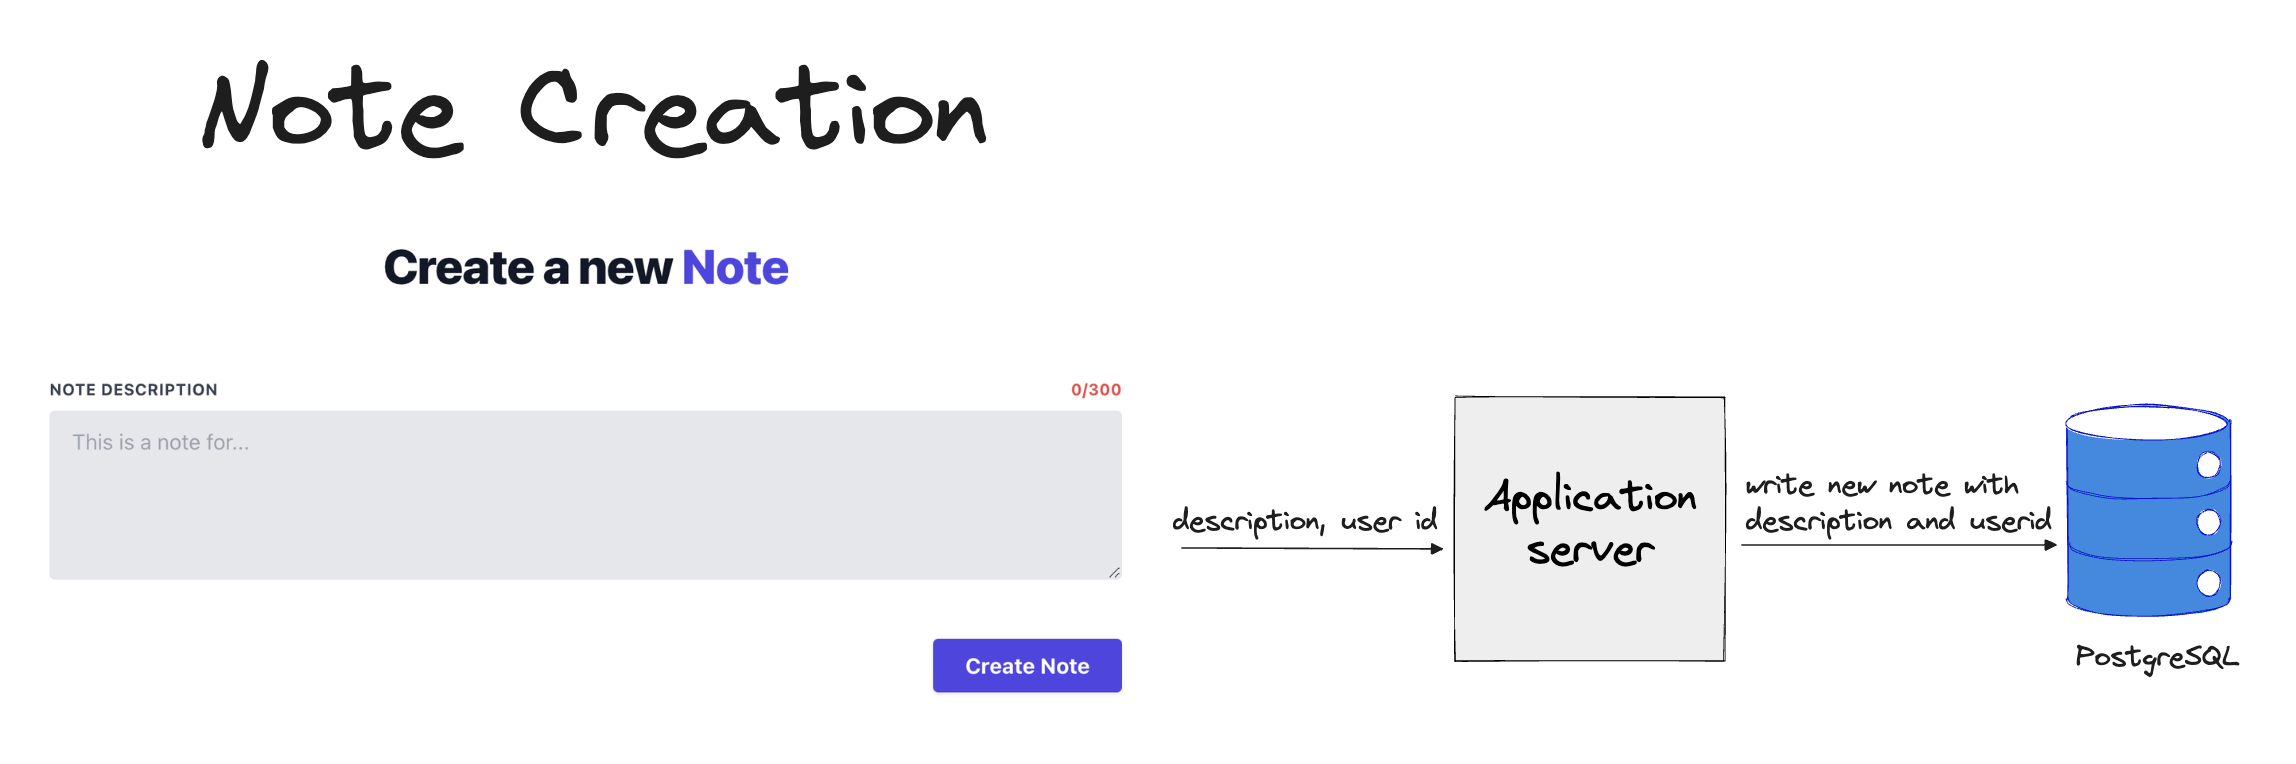 Note Creation
Create a new Note
NOTE DESCRIPTION 0/300
This is a note for...
Create Note
description, user id
Application
server
write new note with
description and userid
PostgreSQL